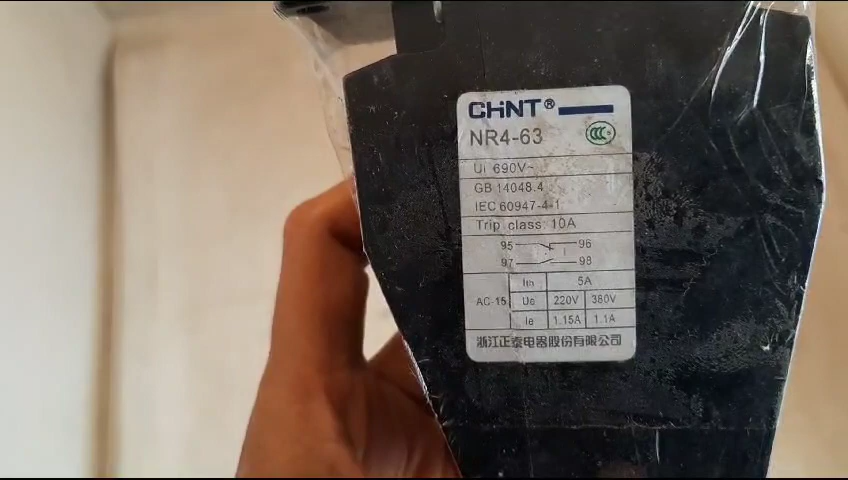 CHNT®
NR4-63
CCC
Ui 690V~
GB 14048.4
IEC 60947-4-1
Trip class: 10A
95 96
97 98
AC-15 Ith 5A
Ue 220V 380V
Ie 1.15A 1.1A
浙江正泰电器股份有限公司